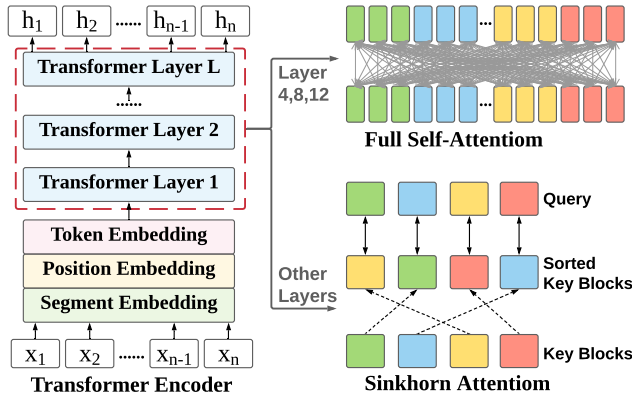 h1 h2 ...... hn-1 hn
Transformer Layer L
......
Transformer Layer 2
Transformer Layer 1
Token Embedding
Position Embedding
Segment Embedding
x1 x2 ...... xn-1 xn
Transformer Encoder
Layer
4,8,12
Other
Layers
...
...
Full Self-Attentiom
Query
Sorted
Key Blocks
Key Blocks
Sinkhorn Attentiom